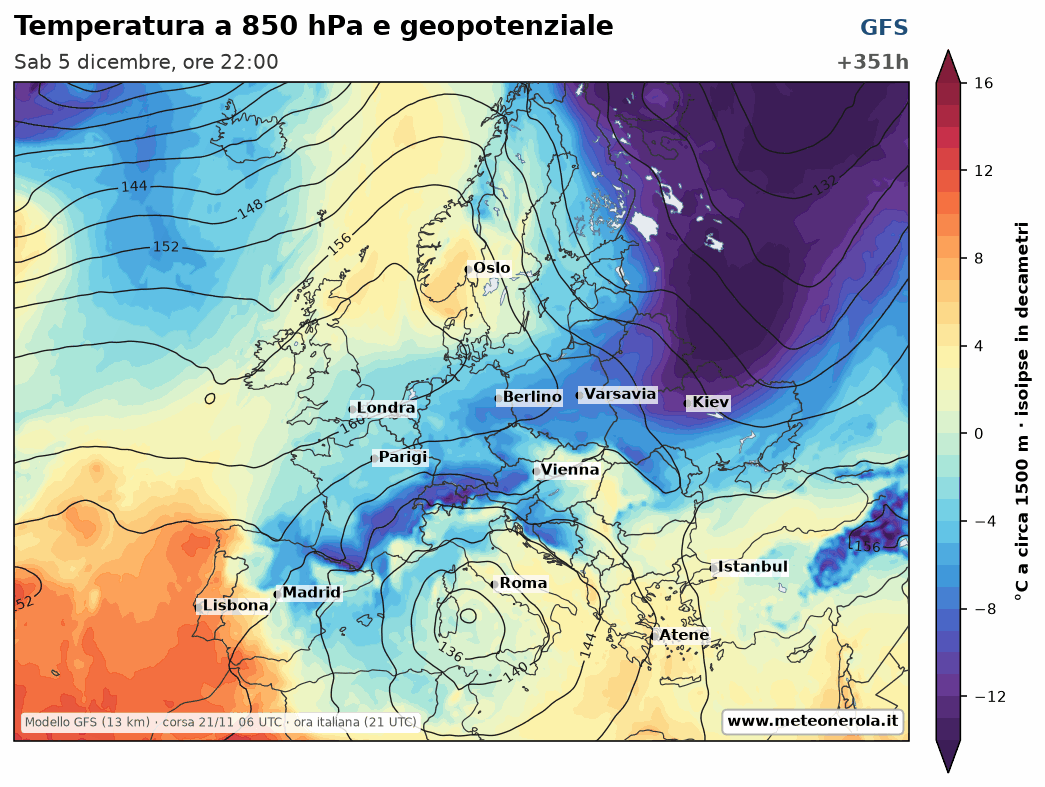 Temperatura a 850 hPa e geopotenziale
GFS
Sab 5 dicembre, ore 22:00
+351h
16
12
8
4
0
−4
−8
−12
°C a circa 1500 m · isoipse in decametri
132
144
148
152
156
Oslo
Berlino
Varsavia
Kiev
Londra
160
Parigi
Vienna
156
Istanbul
Roma
Madrid
Lisbona
52
Atene
136
140
144
Modello GFS (13 km) · corsa 21/11 06 UTC · ora italiana (21 UTC)
www.meteonerola.it